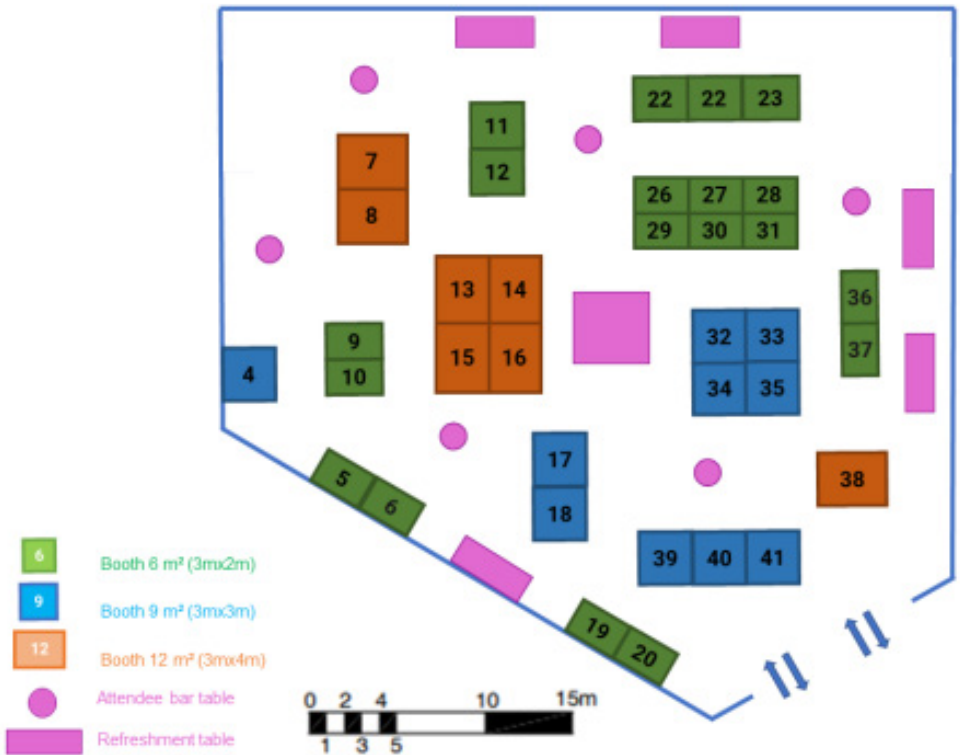 22 22 23
11
12
7
8
26 27 28
29 30 31
13 14
15 16
36
37
32 33
34 35
9
10
4
17
18
5 6
38
39 40 41
19 20
6 Booth 6 m² (3mx2m)
9 Booth 9 m² (3mx3m)
12 Booth 12 m² (3mx4m)
Attendee bar table
Refreshment table
0 2 4 10 15m
1 3 5